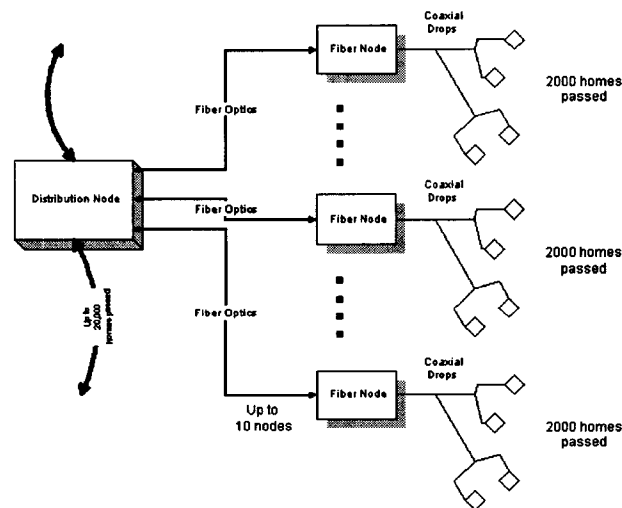 Coaxial
Drops
Fiber Node
2000 homes
passed
Fiber Optics
Coaxial
Drops
Distribution Node
Fiber Optics
Fiber Node
2000 homes
passed
Up to
20,000
homes passed
Fiber Optics
Coaxial
Drops
Fiber Node
Up to
10 nodes
2000 homes
passed